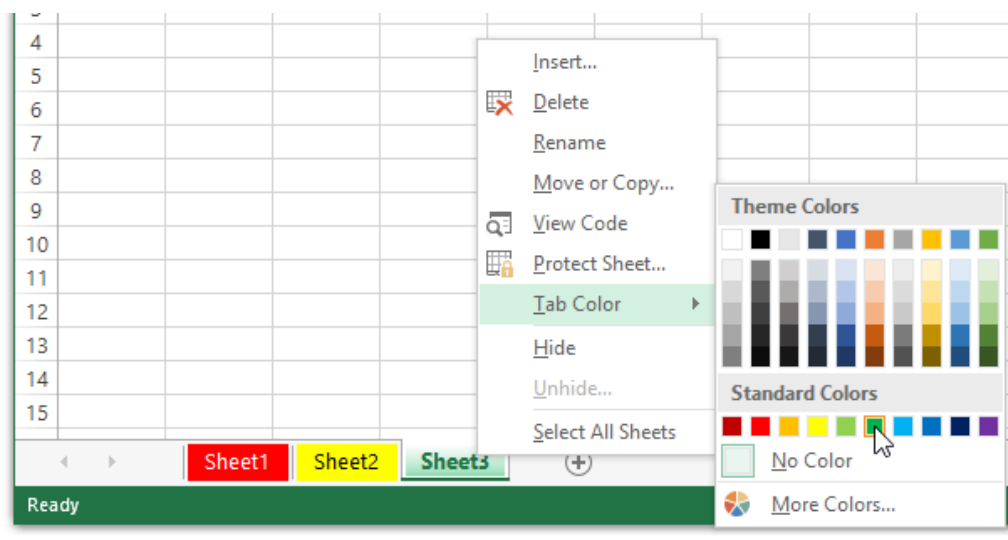 4
5
6
7
8
9
10
11
12
13
14
15
Insert...
Delete
Rename
Move or Copy...
View Code
Protect Sheet...
Tab Color
Hide
Unhide...
Select All Sheets
Theme Colors
Standard Colors
No Color
More Colors...
Sheet1 Sheet2 Sheet3
Ready